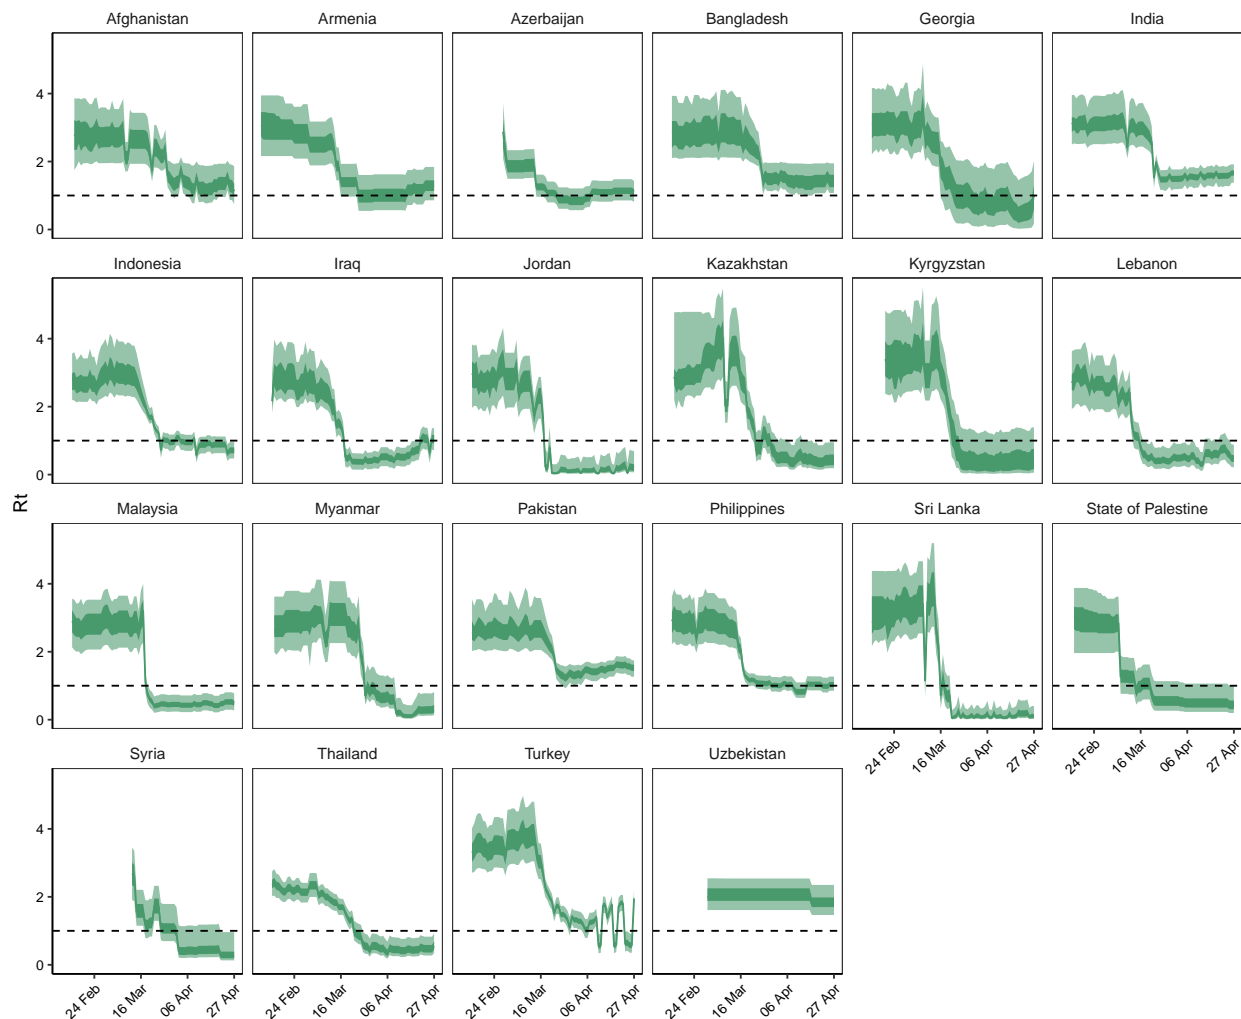 Afghanistan Armenia Azerbaijan Bangladesh Georgia India
4
2
0
Indonesia Iraq Jordan Kazakhstan Kyrgyzstan Lebanon
4
2
0
Rt
Malaysia Myanmar Pakistan Philippines Sri Lanka State of Palestine
4
2
0
24 Feb 16 Mar 06 Apr 27 Apr 24 Feb 16 Mar 06 Apr 27 Apr
Syria Thailand Turkey Uzbekistan
4
2
0
24 Feb 16 Mar 06 Apr 27 Apr 24 Feb 16 Mar 06 Apr 27 Apr 24 Feb 16 Mar 06 Apr 27 Apr 24 Feb 16 Mar 06 Apr 27 Apr